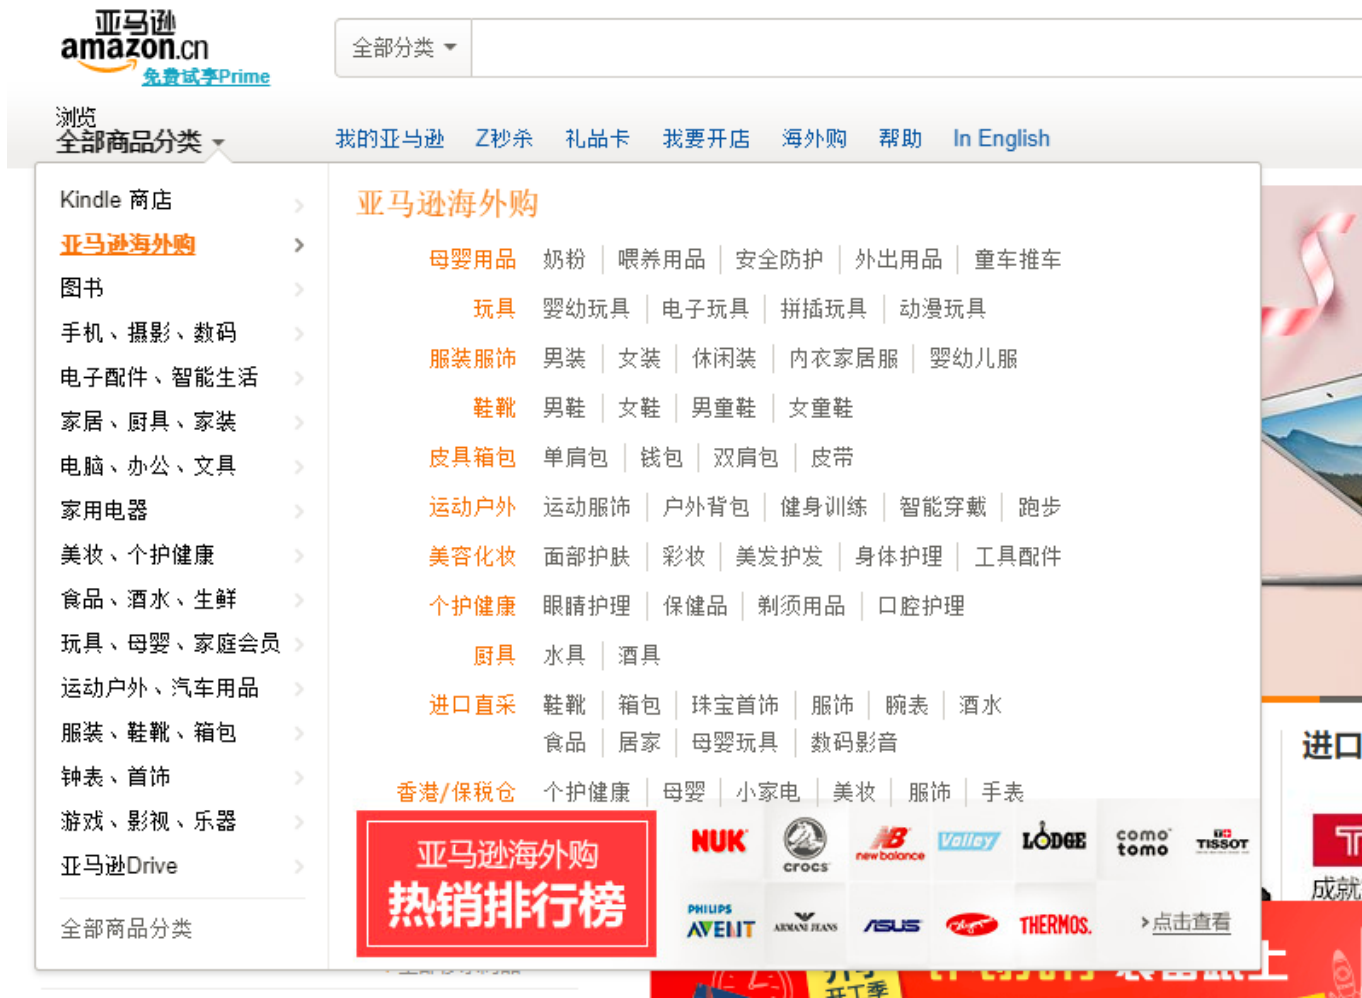 亚马逊
amazon.cn
免费试享Prime
全部分类
浏览
全部商品分类
我的亚马逊 Z秒杀 礼品卡 我要开店 海外购 帮助 In English
Kindle 商店
亚马逊海外购
图书
手机、摄影、数码
电子配件、智能生活
家居、厨具、家装
电脑、办公、文具
家用电器
美妆、个护健康
食品、酒水、生鲜
玩具、母婴、家庭会员
运动户外、汽车用品
服装、鞋靴、箱包
钟表、首饰
游戏、影视、乐器
亚马逊Drive
全部商品分类
亚马逊海外购
母婴用品 奶粉 喂养用品 安全防护 外出用品 童车推车
玩具 婴幼玩具 电子玩具 拼插玩具 动漫玩具
服装服饰 男装 女装 休闲装 内衣家居服 婴幼儿服
鞋靴 男鞋 女鞋 男童鞋 女童鞋
皮具箱包 单肩包 钱包 双肩包 皮带
运动户外 运动服饰 户外背包 健身训练 智能穿戴 跑步
美容化妆 面部护肤 彩妆 美发护发 身体护理 工具配件
个护健康 眼睛护理 保健品 剃须用品 口腔护理
厨具 水具 酒具
进口直采 鞋靴 箱包 珠宝首饰 服饰 腕表 酒水
食品 居家 母婴玩具 数码影音
香港/保税仓 个护健康 母婴 小家电 美妆 服饰 手表
亚马逊海外购
热销排行榜
NUK crocs new balance Valley LODGE como tomo TISSOT
PHILIPS AVENT ARMANI JEANS ASUS THERMOS. 点击查看
进口
成就
开工季